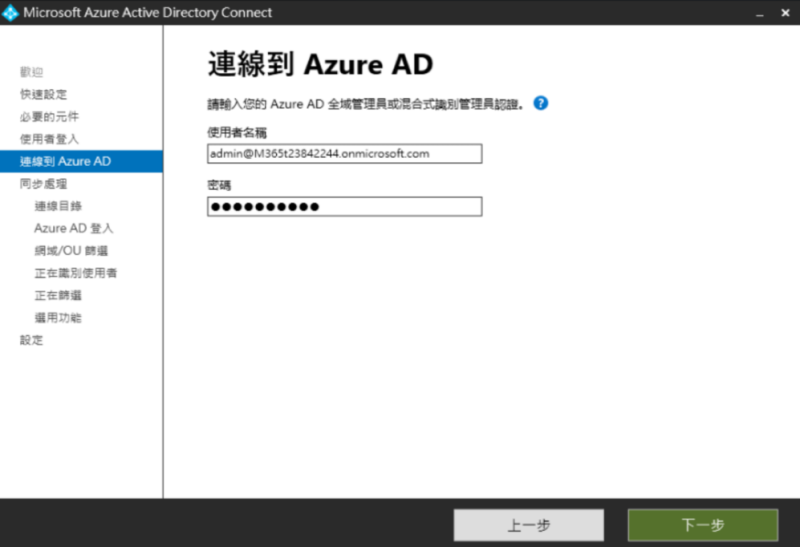 Microsoft Azure Active Directory Connect
歡迎
快速設定
必要的元件
使用者登入
連線到 Azure AD
同步處理
連線目錄
Azure AD 登入
網域/OU 篩選
正在識別使用者
正在篩選
選用功能
設定
連線到 Azure AD
請輸入您的 Azure AD 全域管理員或混合式識別管理員認證。 ?
使用者名稱
admin@M365t23842244.onmicrosoft.com
密碼
●●●●●●●●●●
上一步
下一步